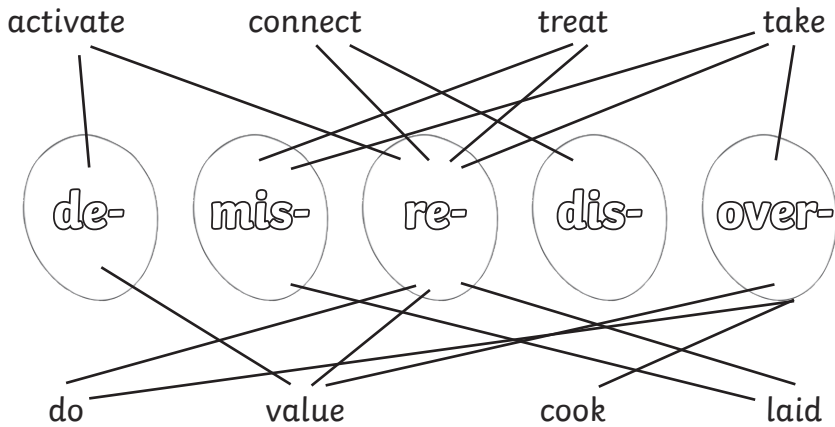 activate connect treat take
de- mis- re- dis- over-
do value cook laid